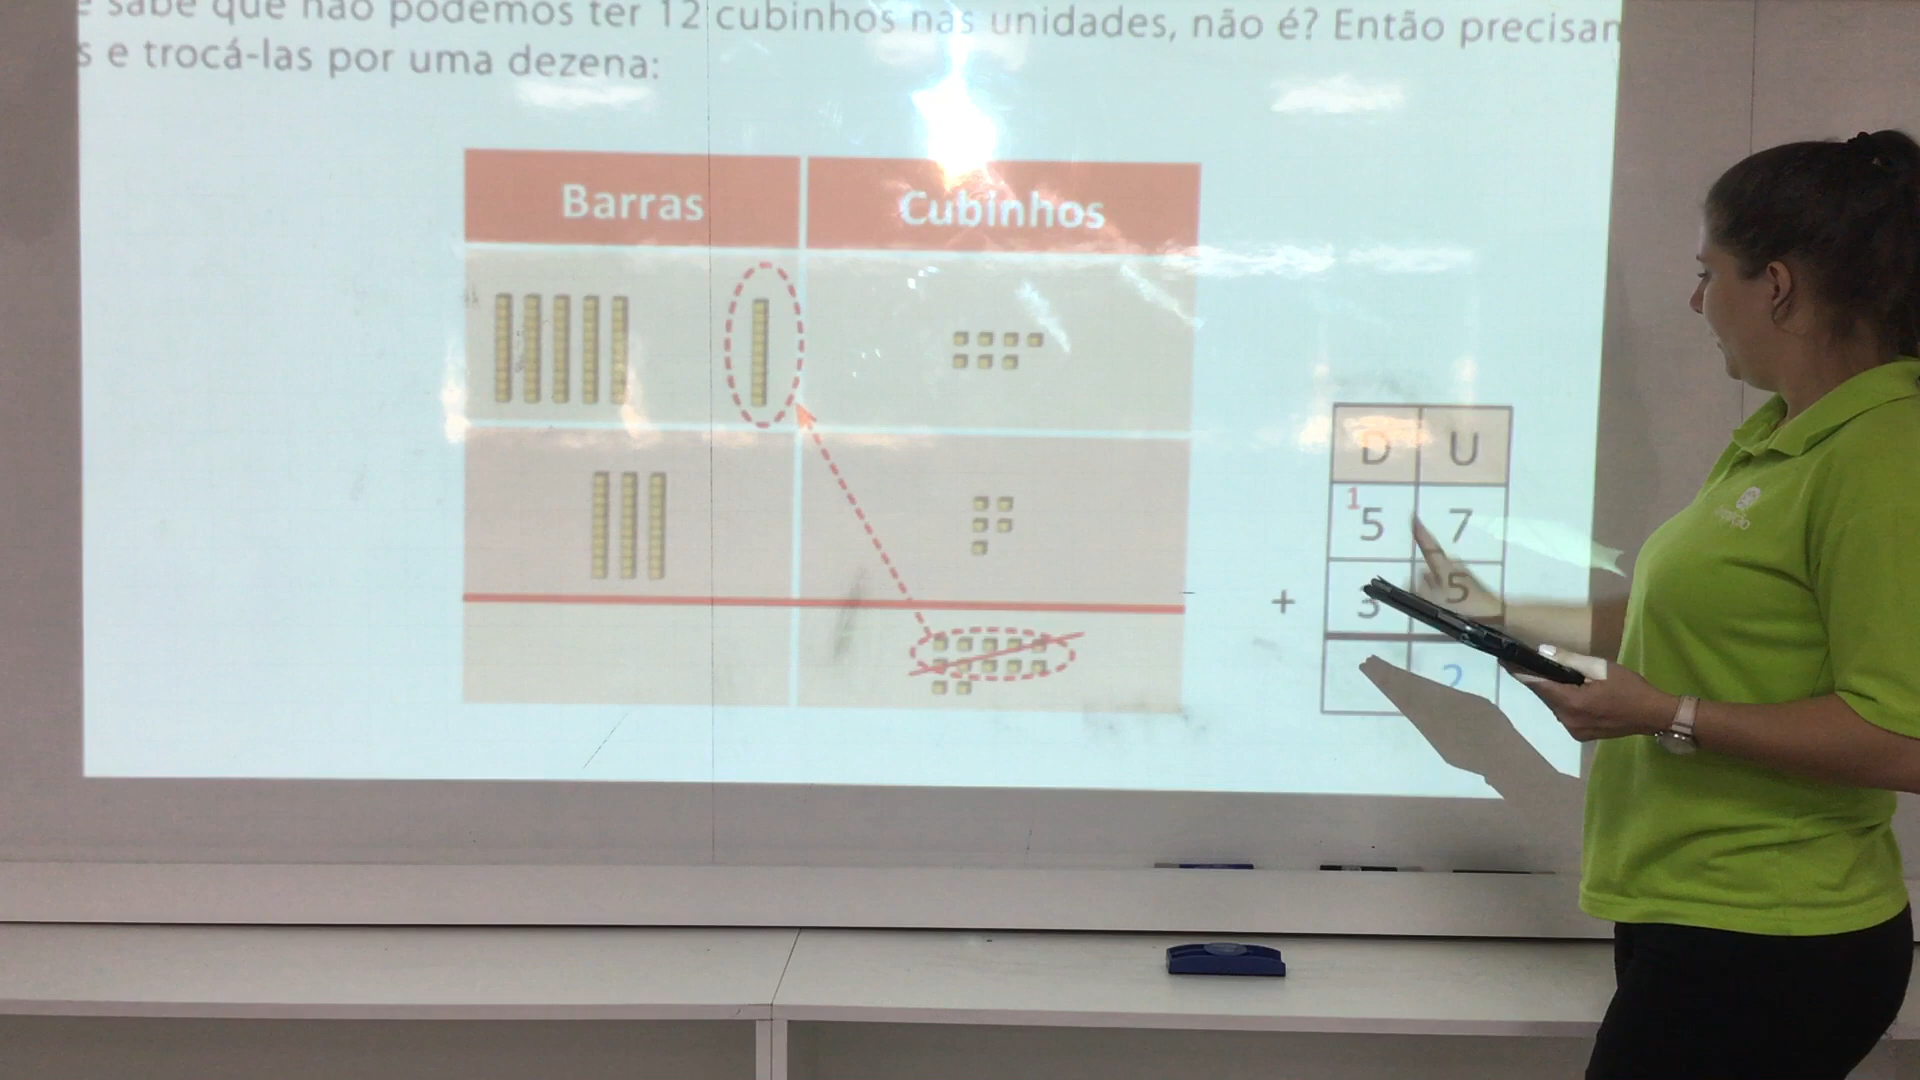 sabe que não podemos ter 12 cubinhos nas unidades, não é? Então
s e trocá-las por uma dezena:
Barras Cubinhos
D U
1
5 7
+ 3 5
2